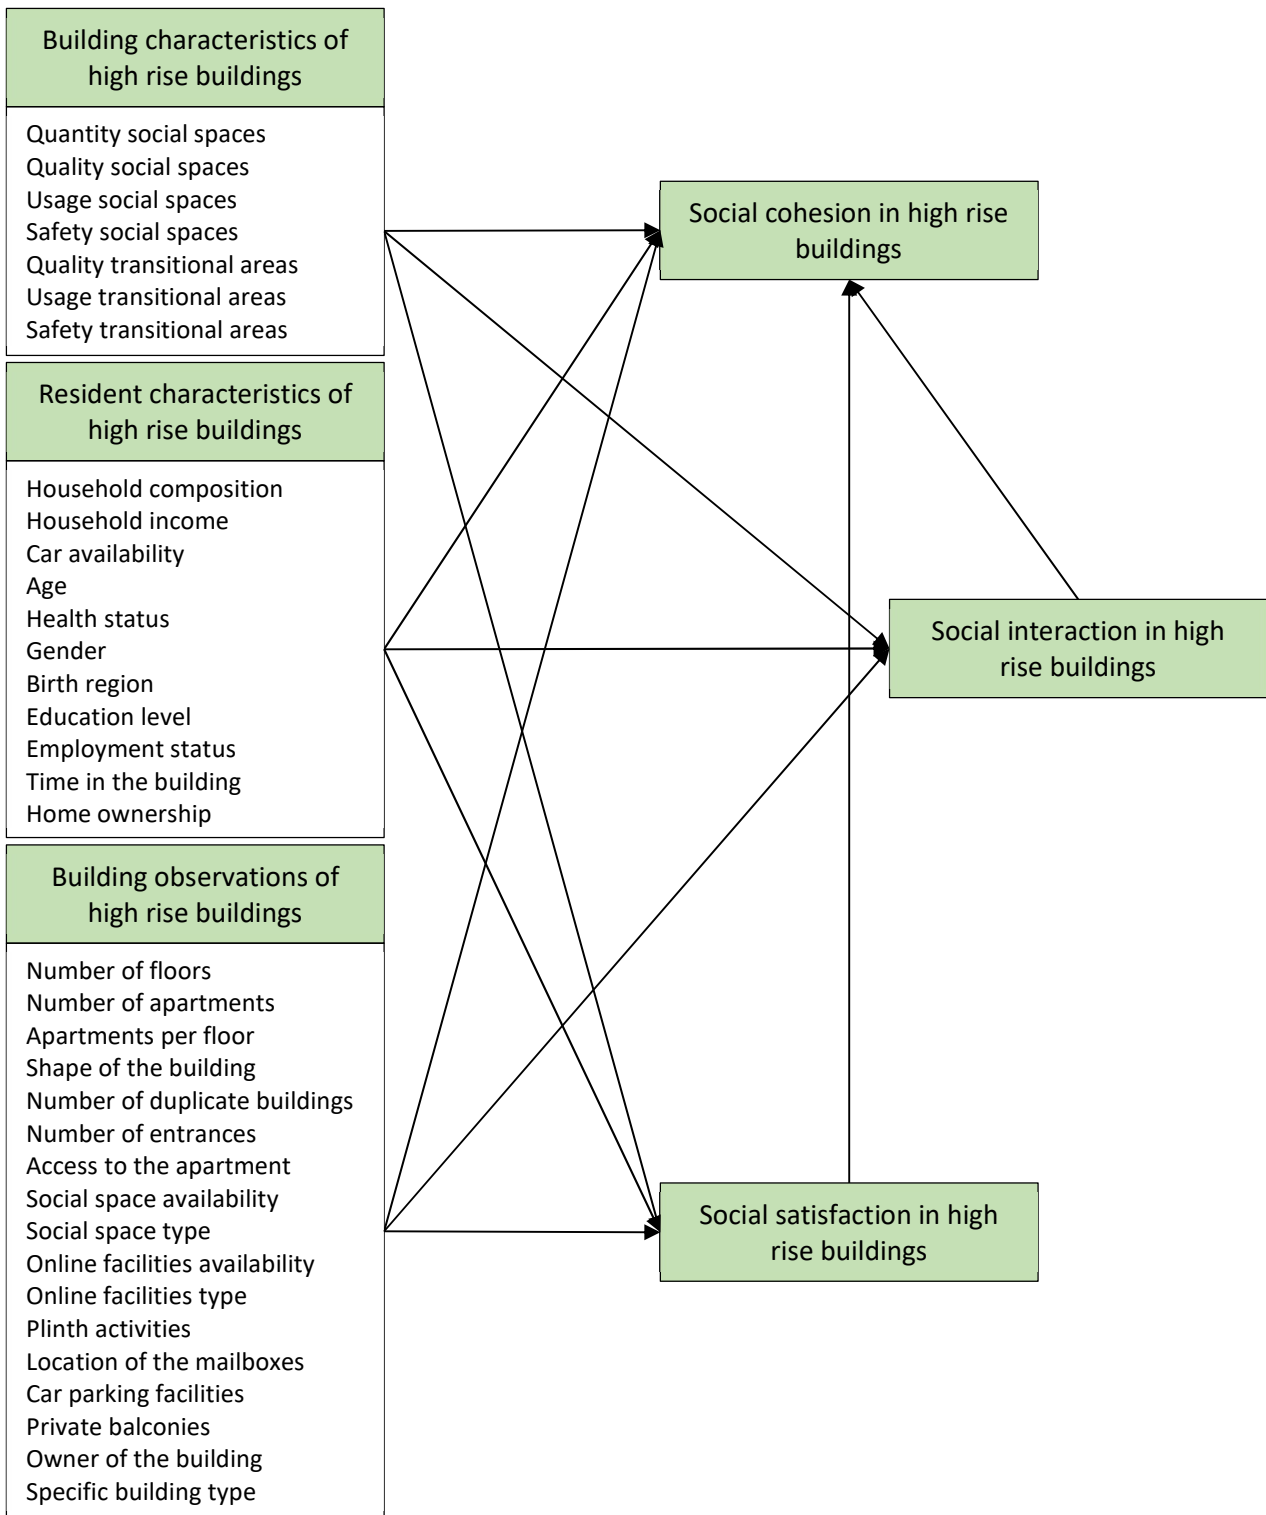 Building characteristics of
high rise buildings
Quantity social spaces
Quality social spaces
Usage social spaces
Safety social spaces
Quality transitional areas
Usage transitional areas
Safety transitional areas
Resident characteristics of
high rise buildings
Household composition
Household income
Car availability
Age
Health status
Gender
Birth region
Education level
Employment status
Time in the building
Home ownership
Building observations of
high rise buildings
Number of floors
Number of apartments
Apartments per floor
Shape of the building
Number of duplicate buildings
Number of entrances
Access to the apartment
Social space availability
Social space type
Online facilities availability
Online facilities type
Plinth activities
Location of the mailboxes
Car parking facilities
Private balconies
Owner of the building
Specific building type
Social cohesion in high rise
buildings
Social interaction in high
rise buildings
Social satisfaction in high
rise buildings